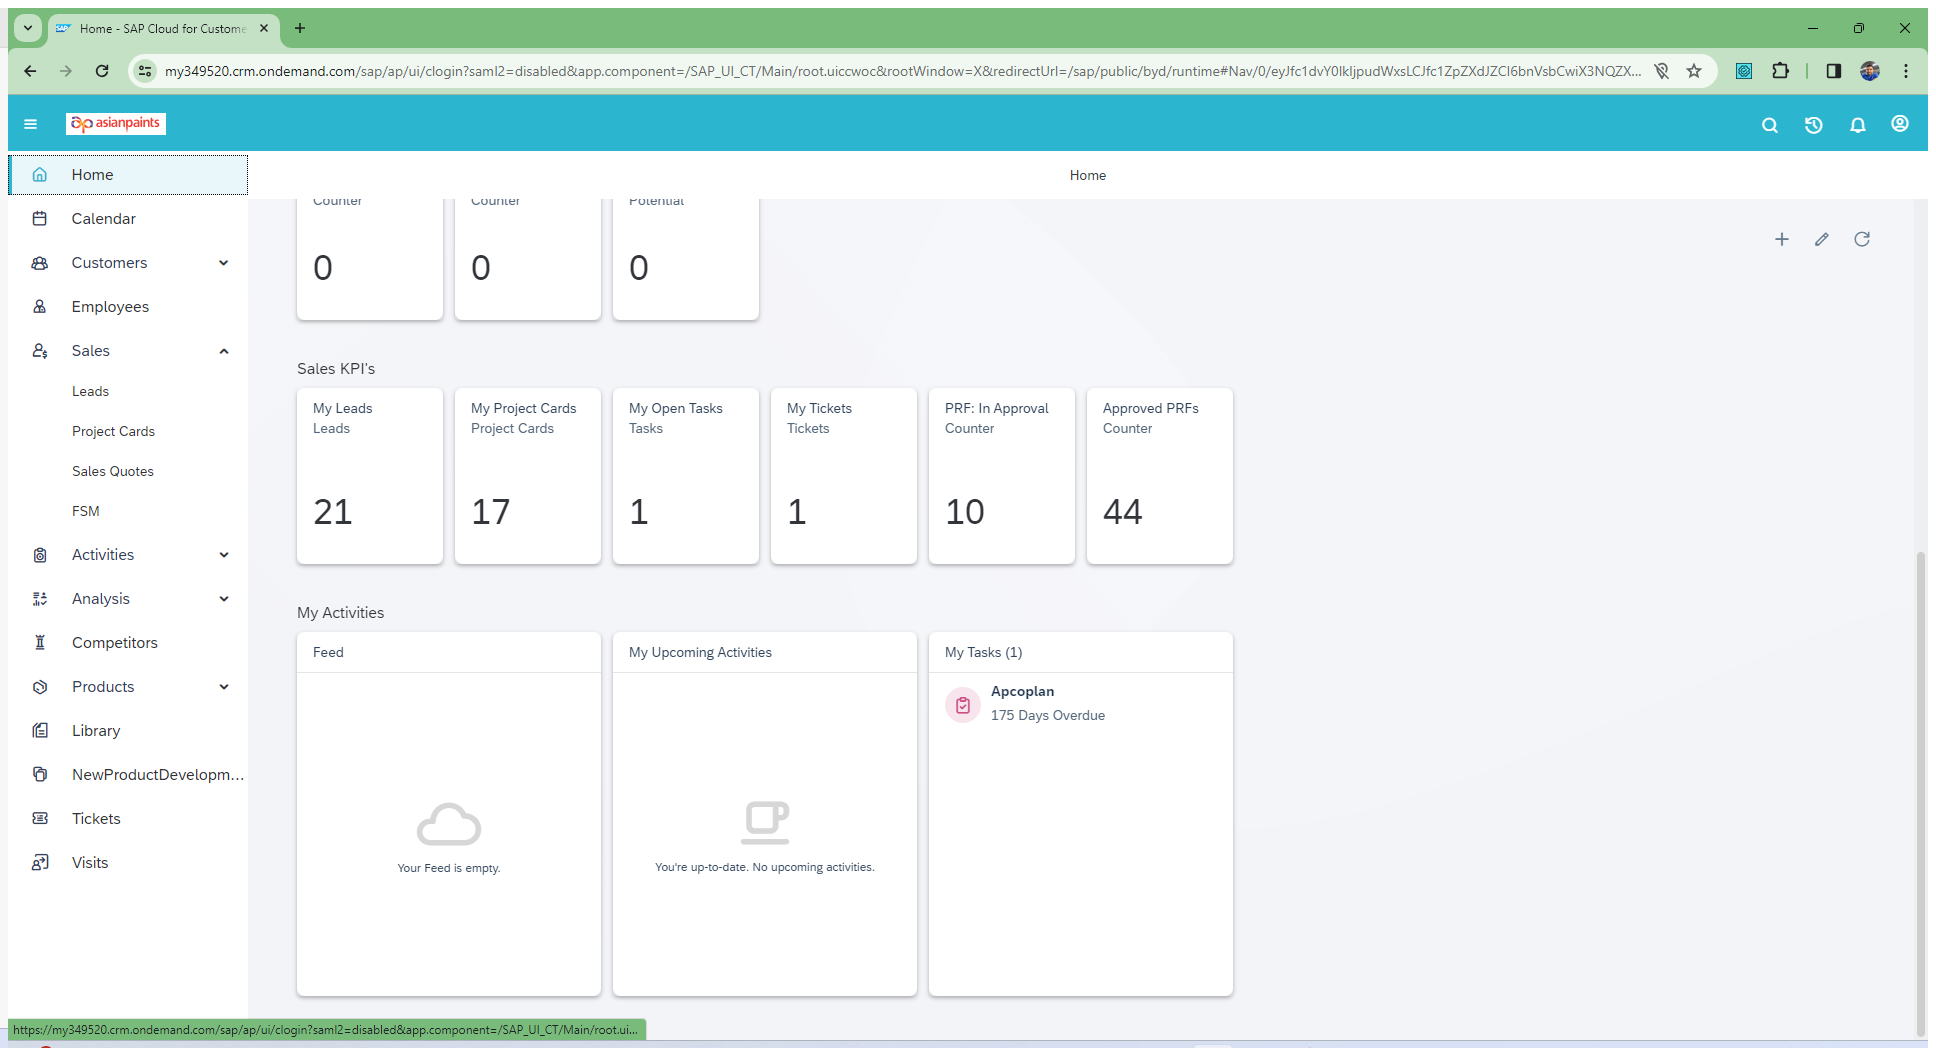 Home - SAP Cloud for Custome
my349520.crm.ondemand.com/sap/ap/ui/clogin?saml2=disabled&app.component=/SAP_UI_CT/Main/root.uiccwoc&rootWindow=X&redirectUrl=/sap/public/byd/runtime#Nav/0/eyJfc1dvY0lkIjpudWxsLCJfc1ZpZXdJZCI6bnVsbCwiX3NQZX...
asianpaints
Home
Home
Calendar
Customers
Employees
Sales
Leads
Project Cards
Sales Quotes
FSM
Activities
Analysis
Competitors
Products
Library
NewProductDevelopm...
Tickets
Visits
Counter
0
Counter
0
Potential
0
Sales KPI's
My Leads
Leads
21
My Project Cards
Project Cards
17
My Open Tasks
Tasks
1
My Tickets
Tickets
1
PRF: In Approval
Counter
10
Approved PRFs
Counter
44
My Activities
Feed
Your Feed is empty.
My Upcoming Activities
You're up-to-date. No upcoming activities.
My Tasks (1)
Apcoplan
175 Days Overdue
https://my349520.crm.ondemand.com/sap/ap/ui/clogin?saml2=disabled&app.component=/SAP_UI_CT/Main/root.ui...